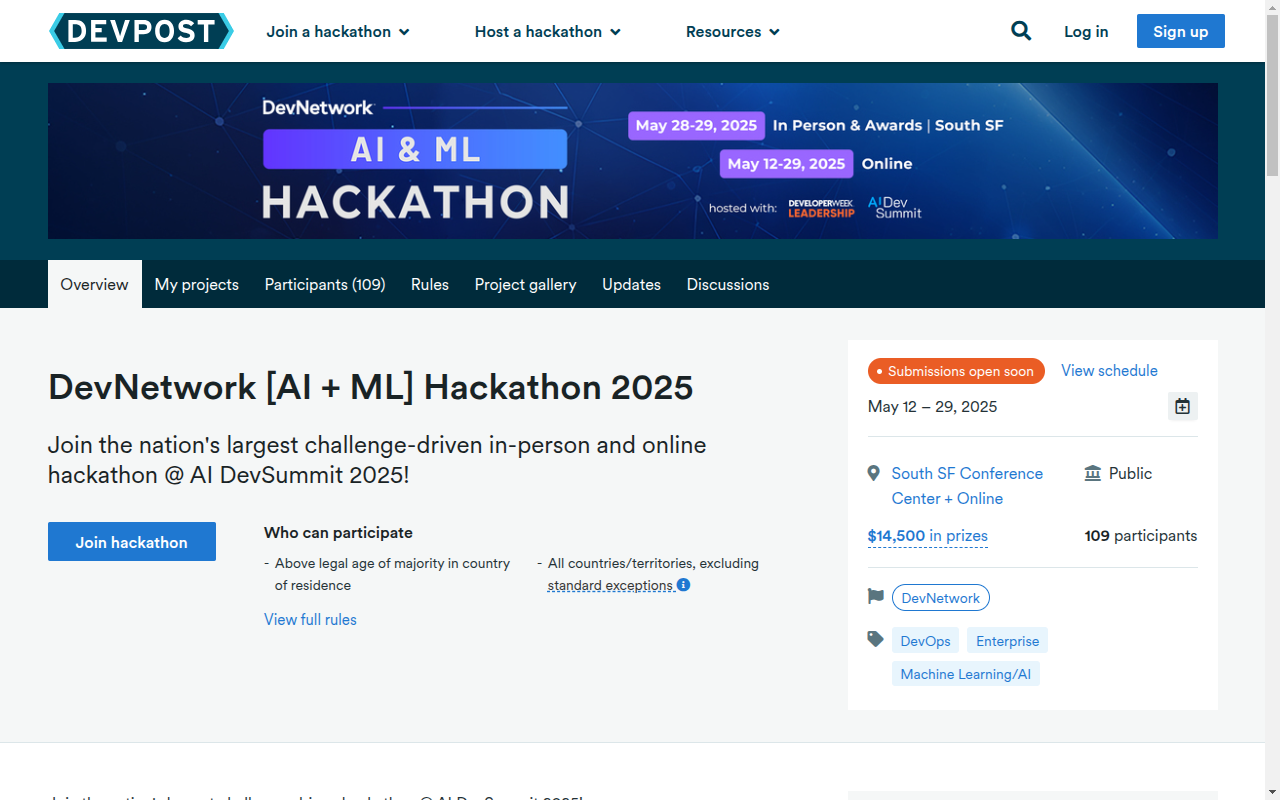 DEVPOST
Join a hackathon
Host a hackathon
Resources
Log in
Sign up
DevNetwork
AI & ML
HACKATHON
May 28-29, 2025 In Person & Awards | South SF
May 12-29, 2025 Online
hosted with: DEVELOPERWEEK LEADERSHIP AI Dev Summit
Overview
My projects
Participants (109)
Rules
Project gallery
Updates
Discussions
DevNetwork [AI + ML] Hackathon 2025
Join the nation's largest challenge-driven in-person and online
hackathon @ AI DevSummit 2025!
Join hackathon
Who can participate
- Above legal age of majority in country
of residence
- All countries/territories, excluding
standard exceptions
View full rules
Submissions open soon
View schedule
May 12 – 29, 2025
South SF Conference
Center + Online
Public
$14,500 in prizes
109 participants
DevNetwork
DevOps
Enterprise
Machine Learning/AI